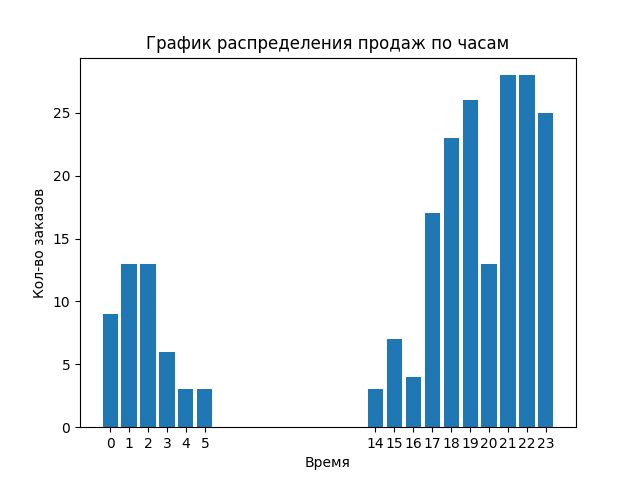 График распределения продаж по часам
Кол-во заказов
25
20
15
10
5
0
0 1 2 3 4 5 14 15 16 17 18 19 20 21 22 23
Время